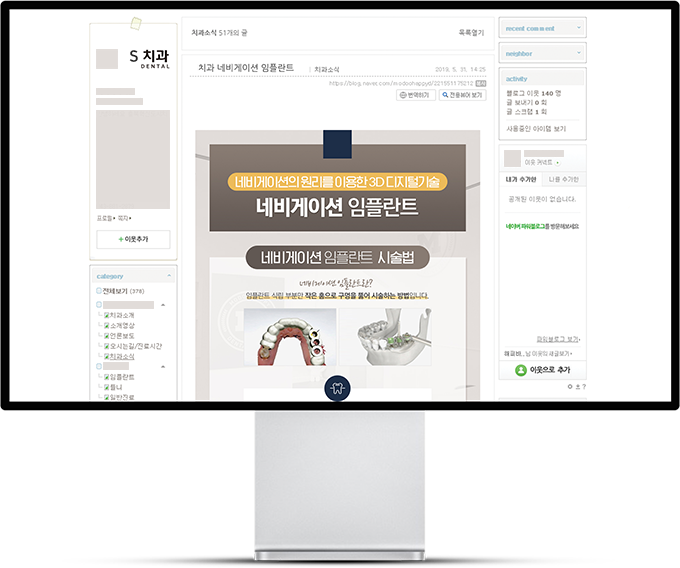 S 치과
DENTAL
프로필▸ 쪽지▸
+이웃추가
category
전체보기 (378)
치과소개
소개영상
언론보도
오시는길/진료시간
치과소식
임플란트
틀니
일반진료
치과소식 51개의 글
목록열기
치과 네비게이션 임플란트 | 치과소식
2019. 5. 31. 14:25
번역하기
전용뷰어 보기
네비게이션의 원리를 이용한 3D 디지털기술
네비게이션 임플란트
네비게이션 임플란트 시술법
네비게이션 임플란트란?
임플란트 식립 부분만 작은 홈으로 구멍을 뚫어 시술하는 방법입니다.
recent comment
neighbor
activity
블로그 이웃 140 명
글 보내기 0 회
글 스크랩 1 회
사용중인 아이템 보기
이웃 커넥트
내가 추가한
나를 추가한
공개된 이웃이 없습니다.
네이버 파워블로그를 방문해보세요
파워블로그 보기›
님 이웃의 새글보기›
이웃으로 추가